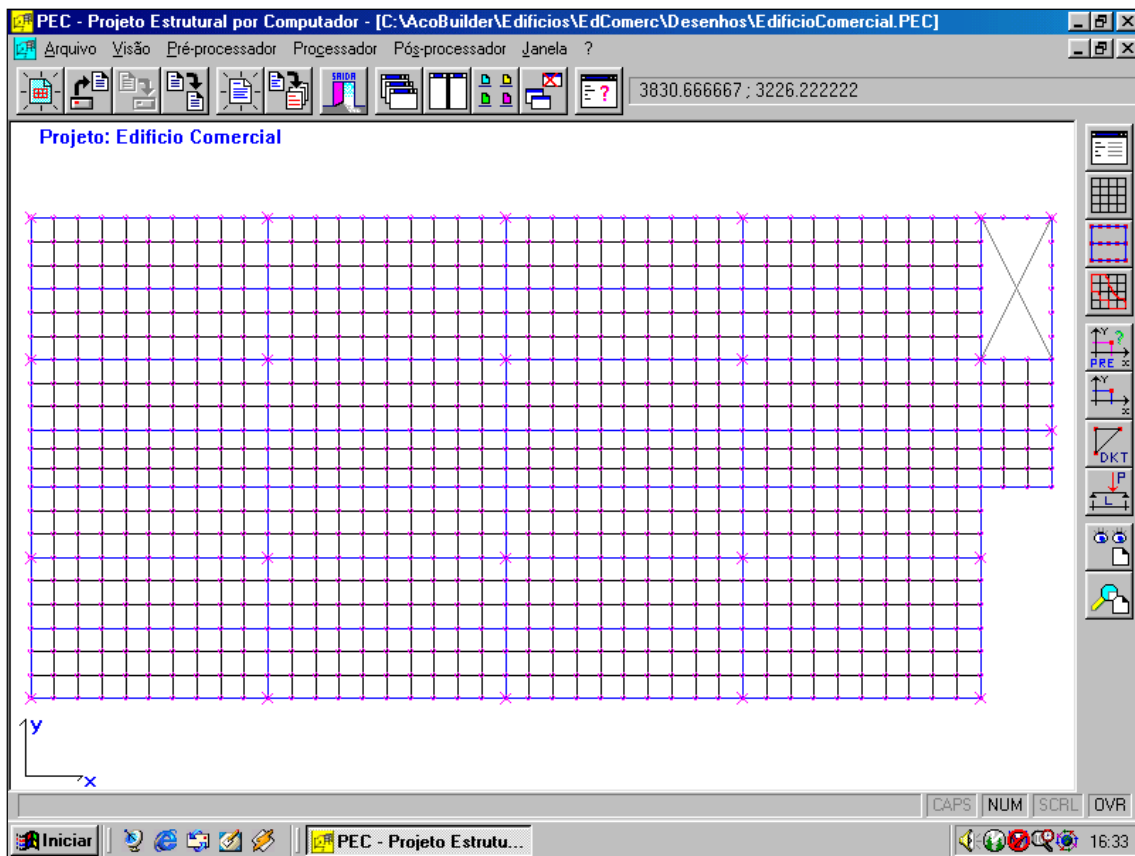 PEC - Projeto Estrutural por Computador - [C:\AcoBuilder\Edificios\EdComerc\Desenhos\EdificioComercial.PEC]
Arquivo Visão Pré-processador Processador Pós-processador Janela ?
SAIDA ? 3830.666667 ; 3226.222222
Projeto: Edificio Comercial
Y ?
PRE x
Y
x
DKT
P
L
y
x
CAPS NUM SCRL OVR
Iniciar PEC - Projeto Estrutu... 16:33